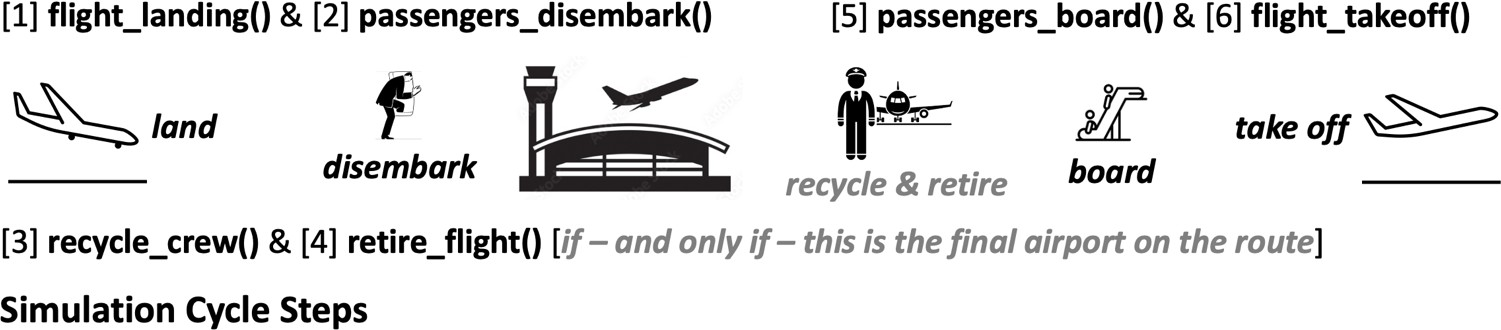 [1] flight_landing() & [2] passengers_disembark()
[5] passengers_board() & [6] flight_takeoff()
land
disembark
recycle & retire
board
take off
[3] recycle_crew() & [4] retire_flight() [if – and only if – this is the final airport on the route]
Simulation Cycle Steps